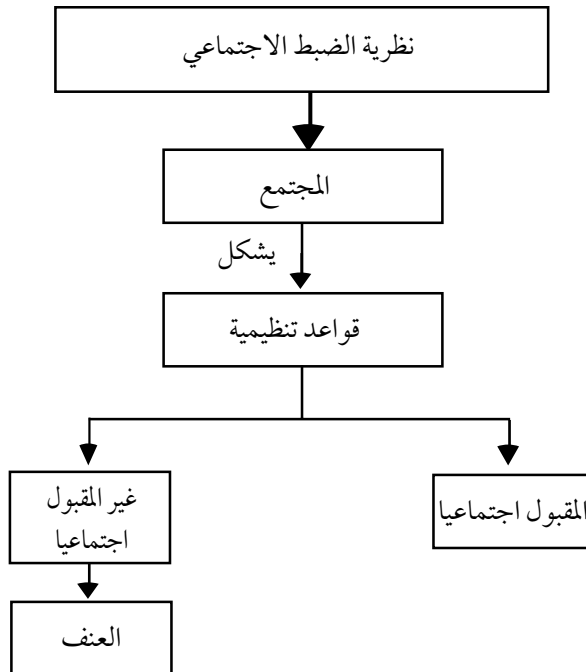 نظرية الضبط الاجتماعي
المجتمع
يشكل
قواعد تنظيمية
المقبول اجتماعيا
غير المقبول
اجتماعيا
العنف